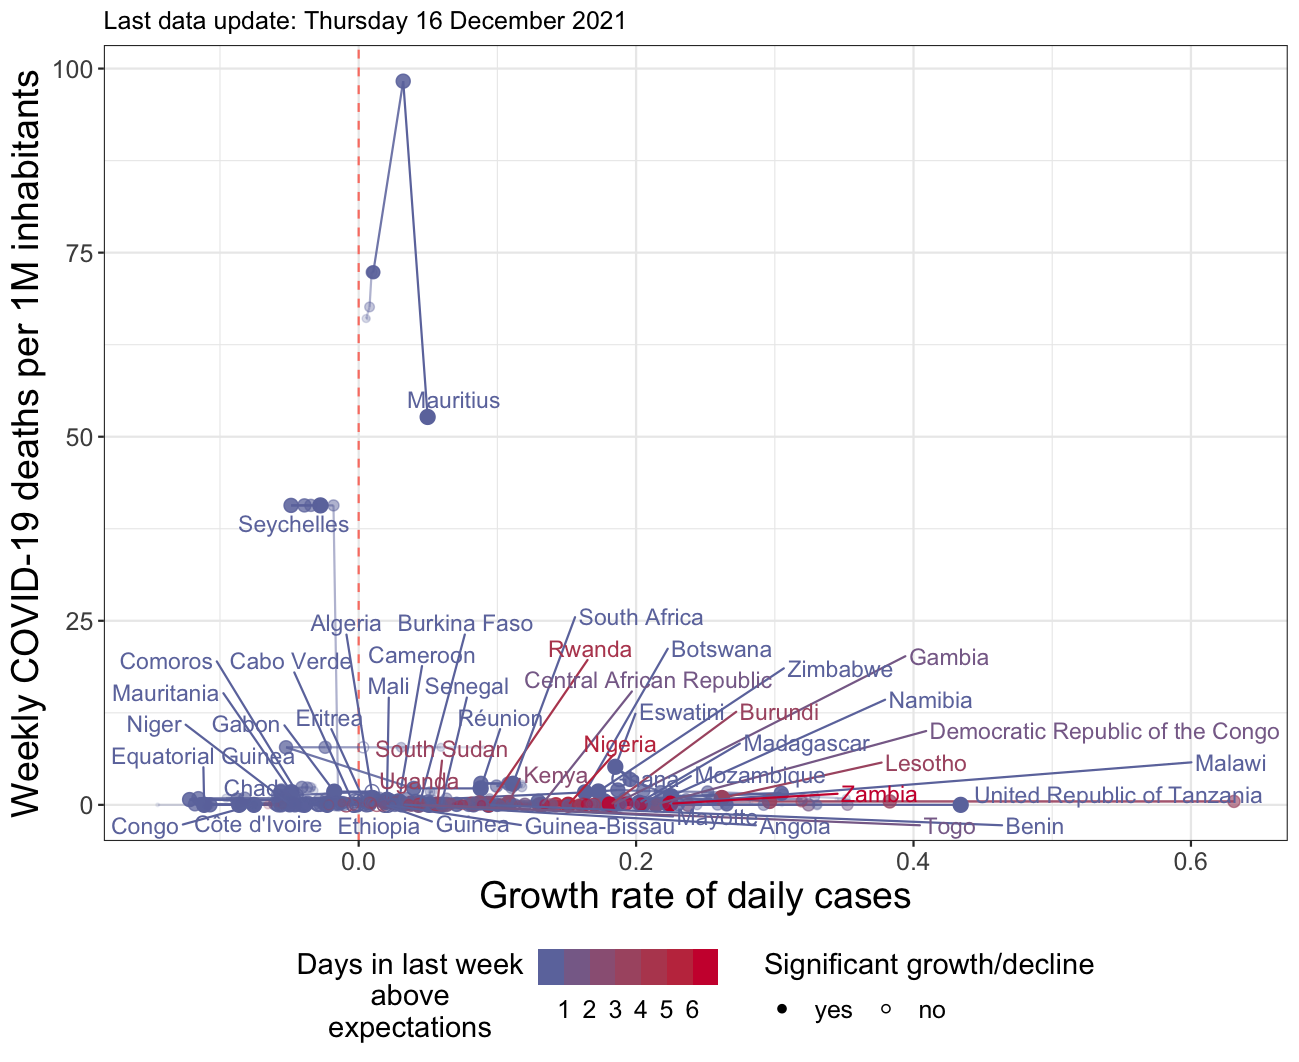 Last data update: Thursday 16 December 2021
Weekly COVID-19 deaths per 1M inhabitants
100
75
50
25
0
Mauritius
Seychelles
Algeria
Burkina Faso
South Africa
Comoros
Cabo Verde
Cameroon
Rwanda
Botswana
Zimbabwe
Gambia
Mauritania
Mali
Senegal
Central African Republic
Namibia
Niger
Gabon
Eritrea
Réunion
Eswatini
Burundi
Democratic Republic of the Congo
Equatorial Guinea
South Sudan
Nigeria
Madagascar
Lesotho
Malawi
Chad
Uganda
Kenya
Mozambique
Zambia
United Republic of Tanzania
Congo
Côte d'Ivoire
Ethiopia
Guinea
Guinea-Bissau
Mayotte
Angola
Togo
Benin
0.0
0.2
0.4
0.6
Growth rate of daily cases
Days in last week
above
expectations
1 2 3 4 5 6
Significant growth/decline
yes
no